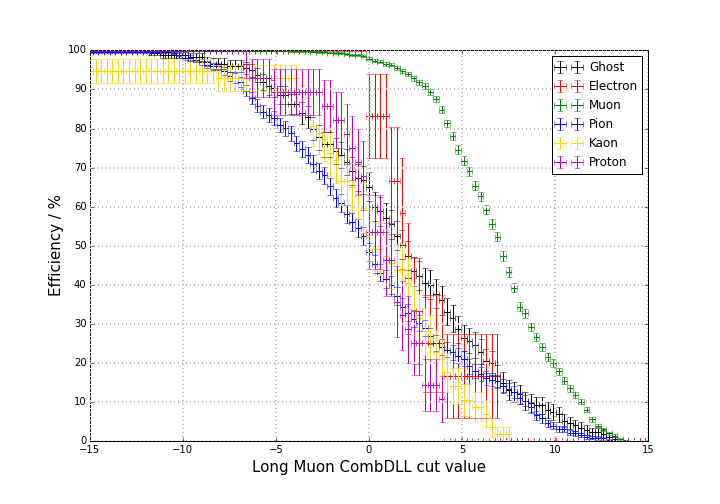 100
90
80
70
60
50
40
30
20
10
0
Efficiency / %
Ghost
Electron
Muon
Pion
Kaon
Proton
−15 −10 −5 0 5 10 15
Long Muon CombDLL cut value